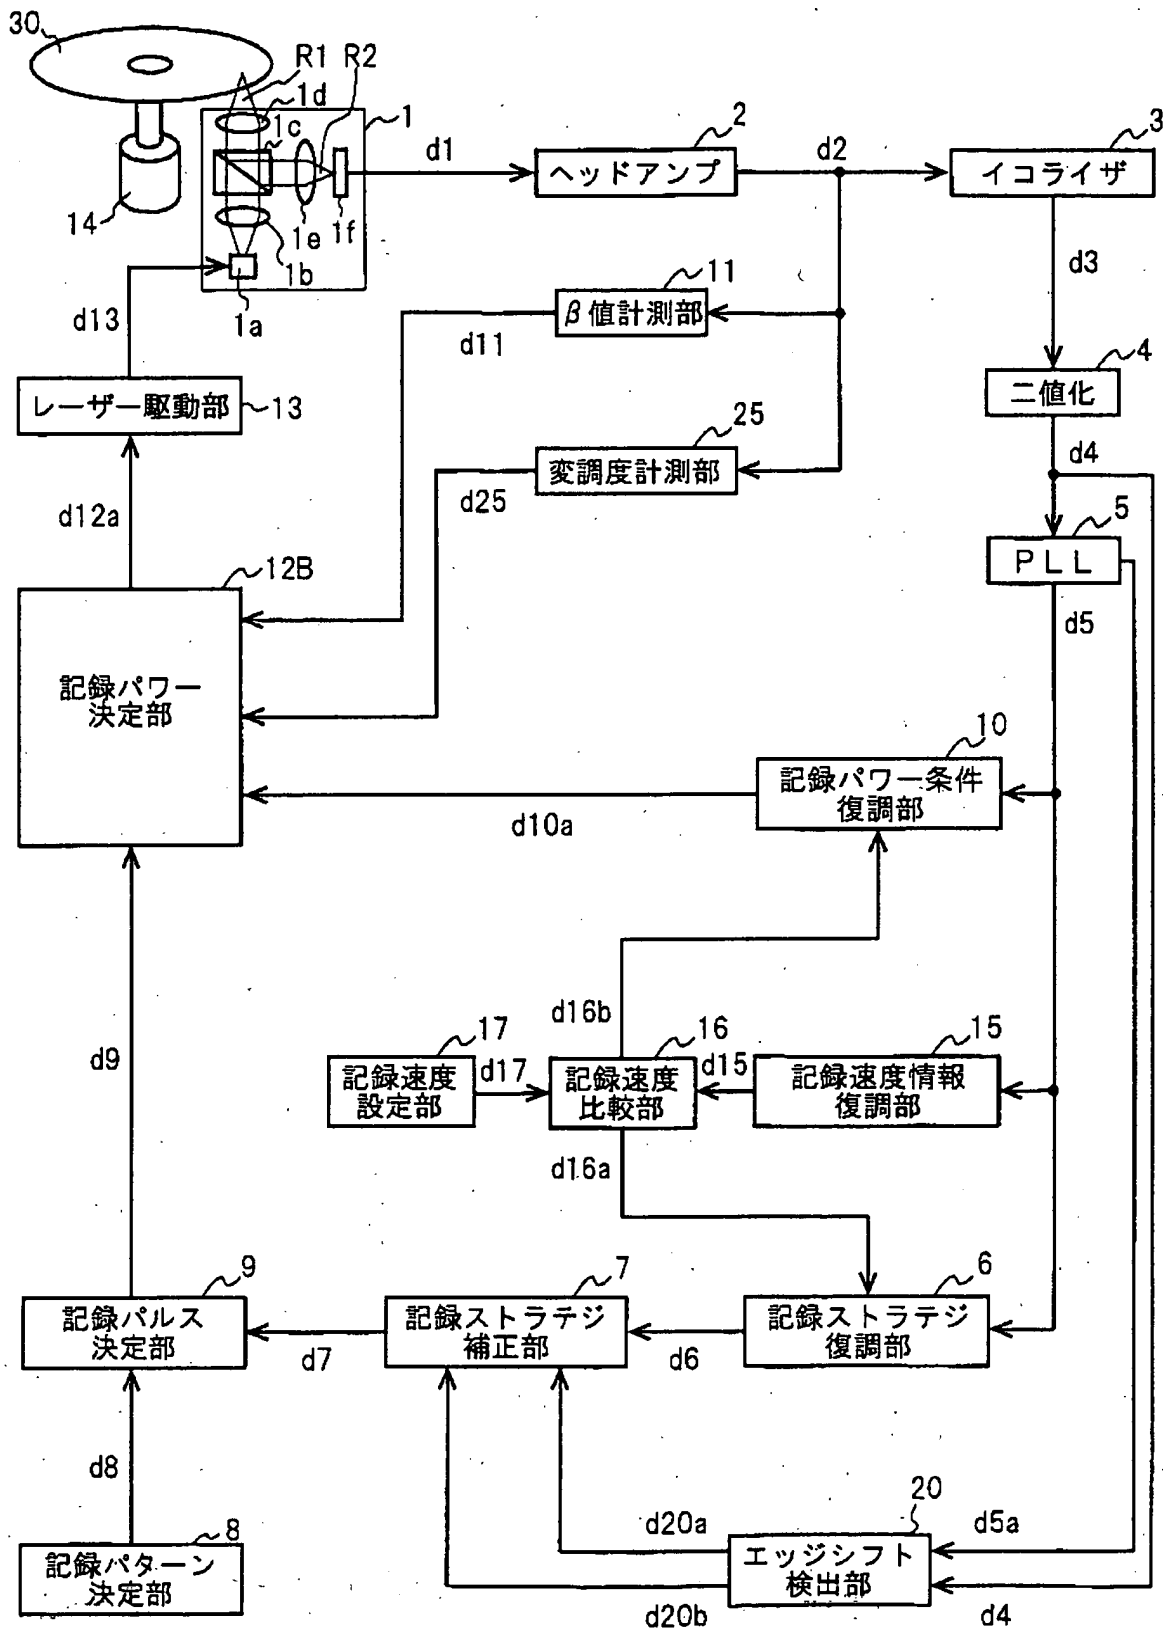 30
R1 R2
1d
1
1c
d1
2
ヘッドアンプ
d2
3
イコライザ
14
1e
1f
1b
1a
d3
11
β値計測部
d11
d13
4
二値化
レーザー駆動部
13
25
変調度計測部
d25
d4
d12a
5
PLL
12B
d5
記録パワー
決定部
10
記録パワー条件
復調部
d10a
d16b
17
16
15
d9
記録速度
設定部
d17
記録速度
比較部
d15
記録速度情報
復調部
d16a
9
7
6
記録パルス
決定部
d7
記録ストラテジ
補正部
d6
記録ストラテジ
復調部
d8
20
d20a
d5a
8
記録パターン
決定部
エッジシフト
検出部
d20b
d4